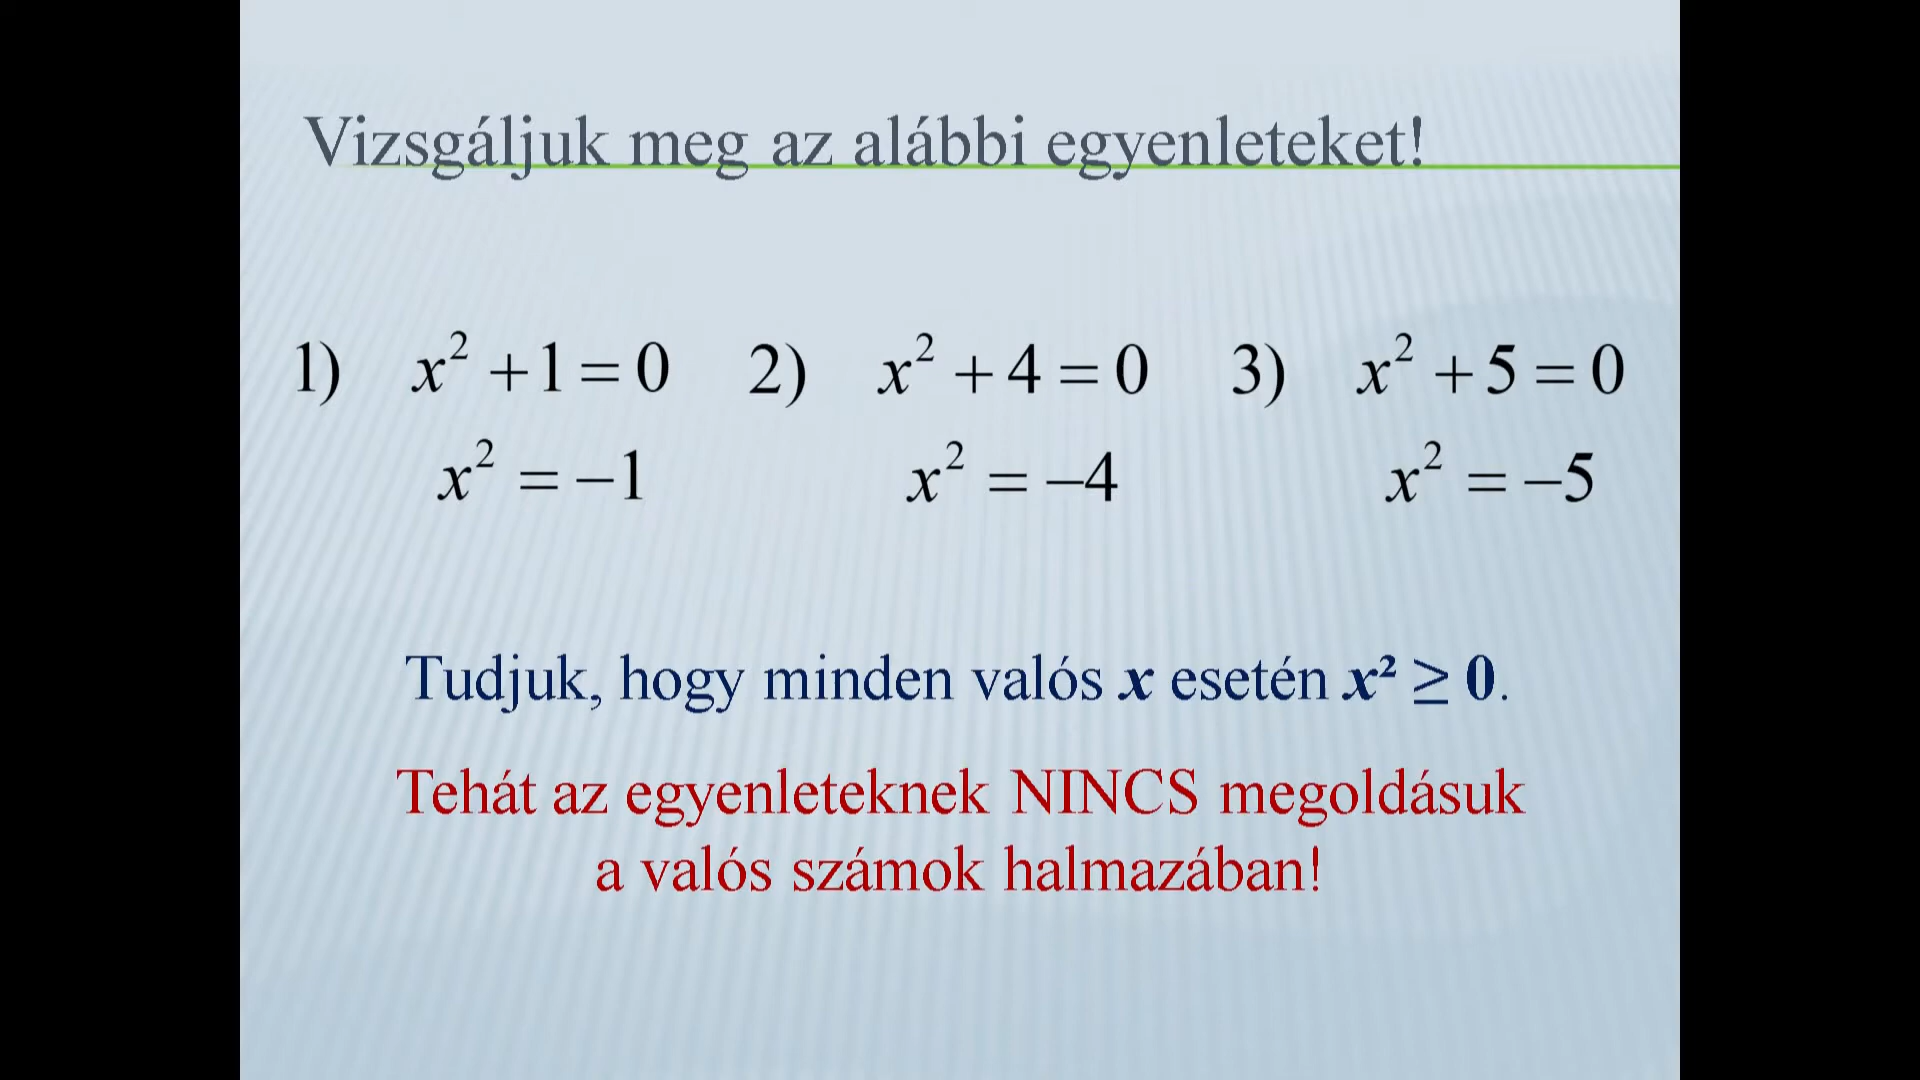 Vizsgáljuk meg az alábbi egyenleteket!
1) x² + 1 = 0 2) x² + 4 = 0 3) x² + 5 = 0
x² = −1 x² = −4 x² = −5
Tudjuk, hogy minden valós x esetén x² ≥ 0.
Tehát az egyenleteknek NINCS megoldásuk
a valós számok halmazában!